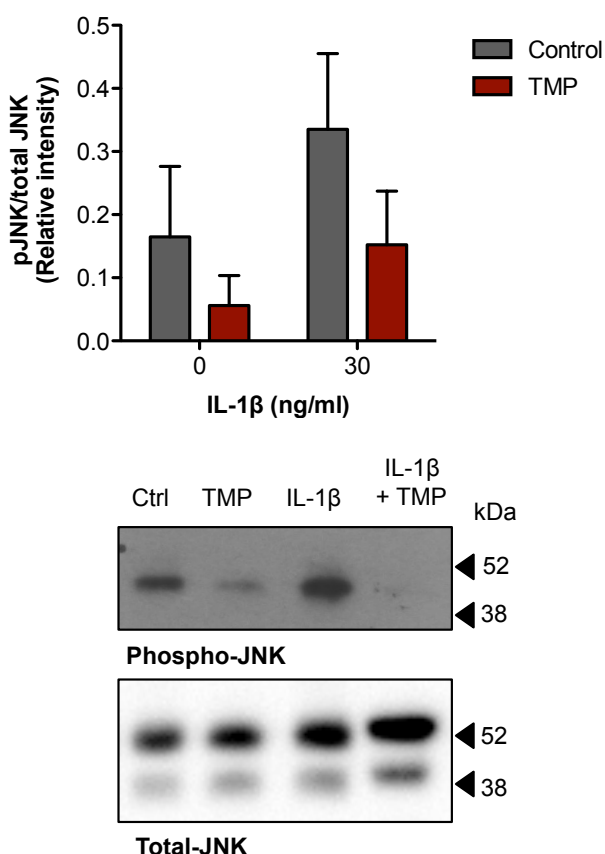 0.5
0.4
0.3
0.2
0.1
0.0
pJNK/total JNK
(Relative intensity)
Control
TMP
0
30
IL-1β (ng/ml)
Ctrl
TMP
IL-1β
IL-1β
+ TMP
kDa
52
38
Phospho-JNK
52
38
Total-JNK